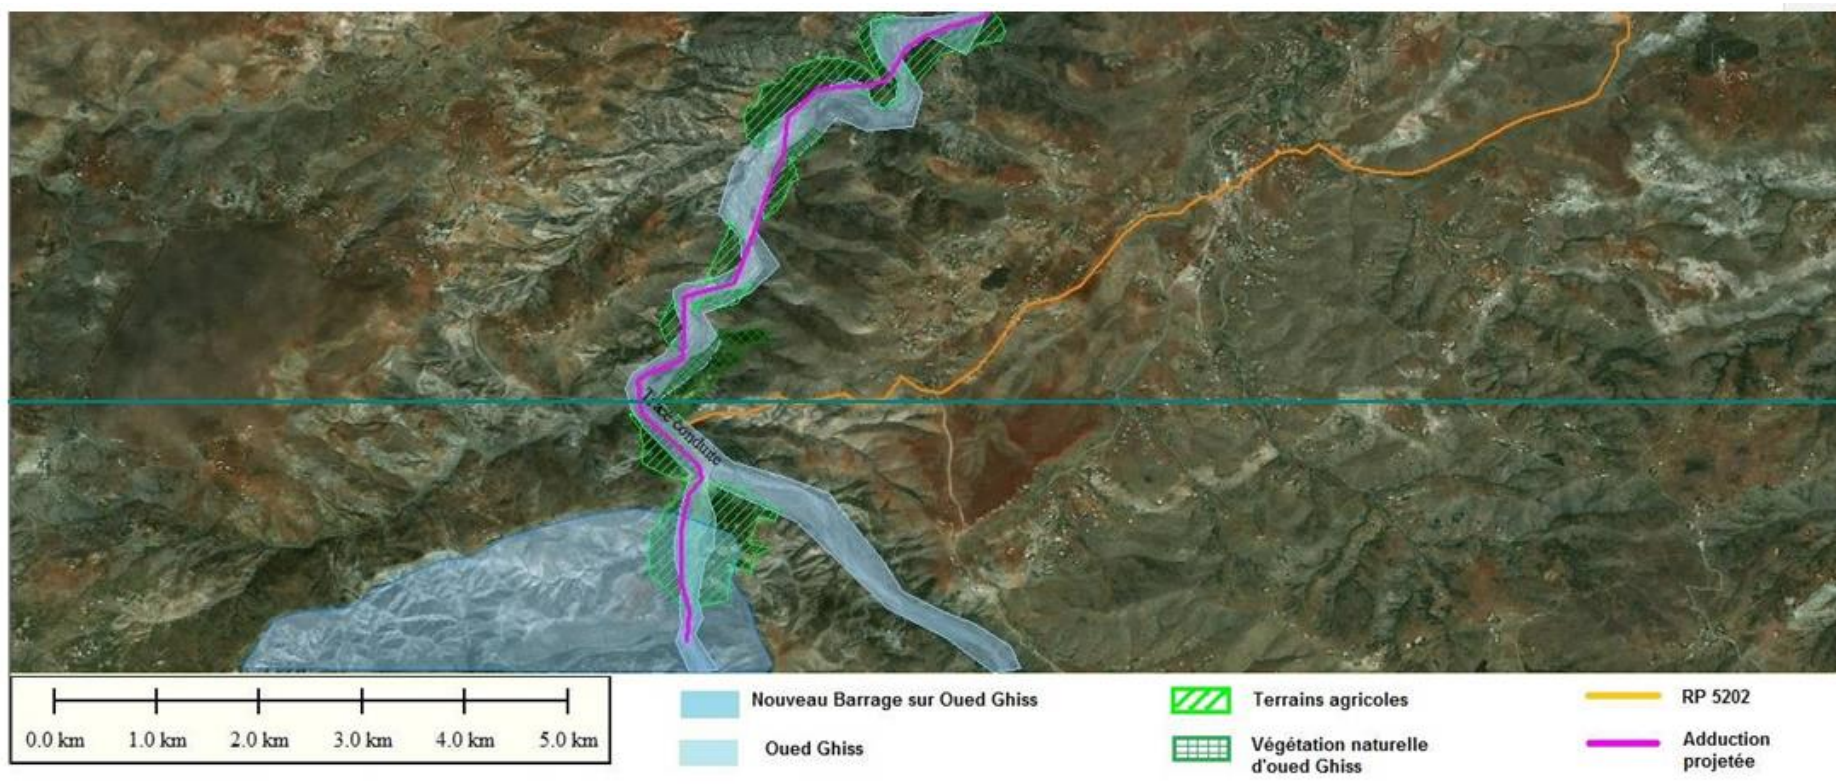 Tracé conduite
0.0 km 1.0 km 2.0 km 3.0 km 4.0 km 5.0 km
Nouveau Barrage sur Oued Ghiss
Oued Ghiss
Terrains agricoles
Végétation naturelle
d'oued Ghiss
RP 5202
Adduction
projetée